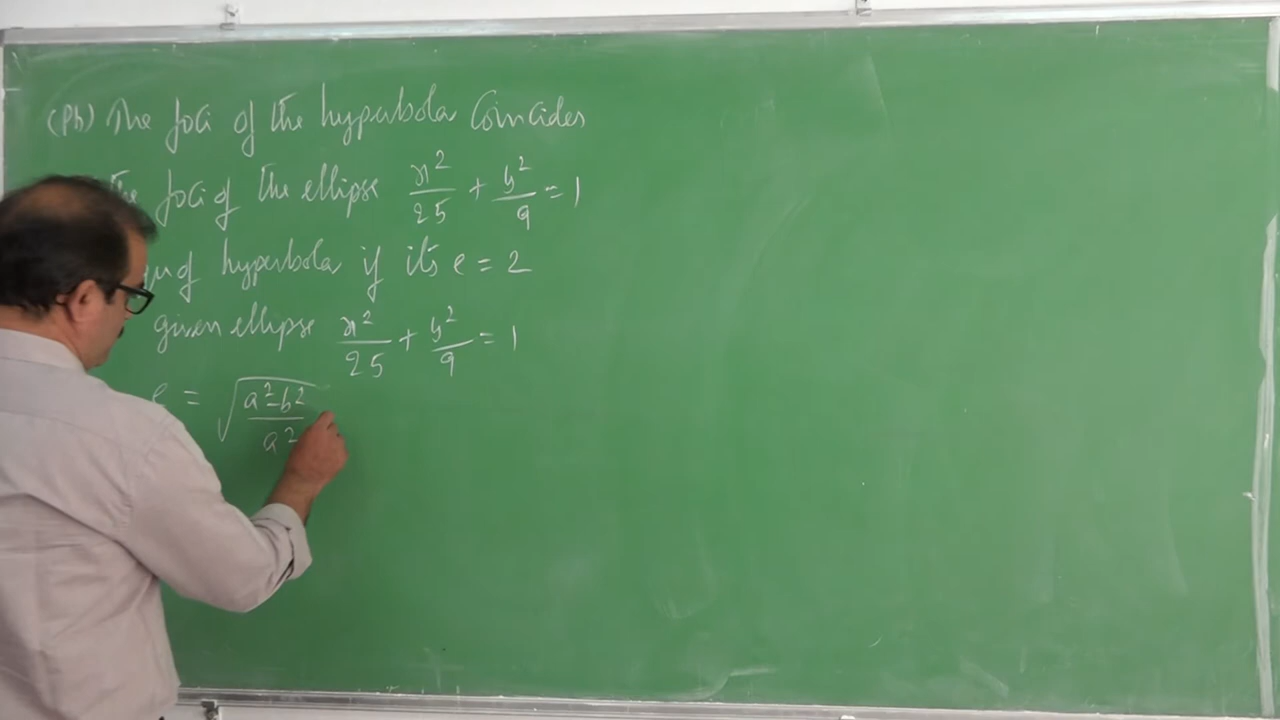 (Pb) The foci of the hyperbola Coincides
the foci of the ellipse x²/25 + y²/9 = 1
of hyperbola if its e = 2
given ellipse x²/25 + y²/9 = 1
e = √((a²-b²)/a²)